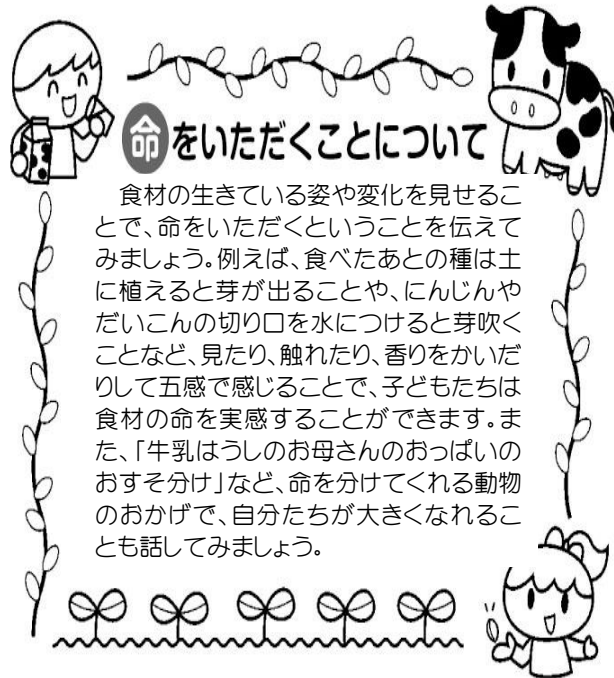 命をいただくことについて
　食材の生きている姿や変化を見せるこ
とで、命をいただくということを伝えて
みましょう。例えば、食べたあとの種は土
に植えると芽が出ることや、にんじんや
だいこんの切り口を水につけると芽吹く
ことなど、見たり、触れたり、香りをかいだ
りして五感で感じることで、子どもたちは
食材の命を実感することができます。ま
た、「牛乳はうしのお母さんのおっぱいの
おすそ分け」など、命を分けてくれる動物
のおかげで、自分たちが大きくなれるこ
とも話してみましょう。